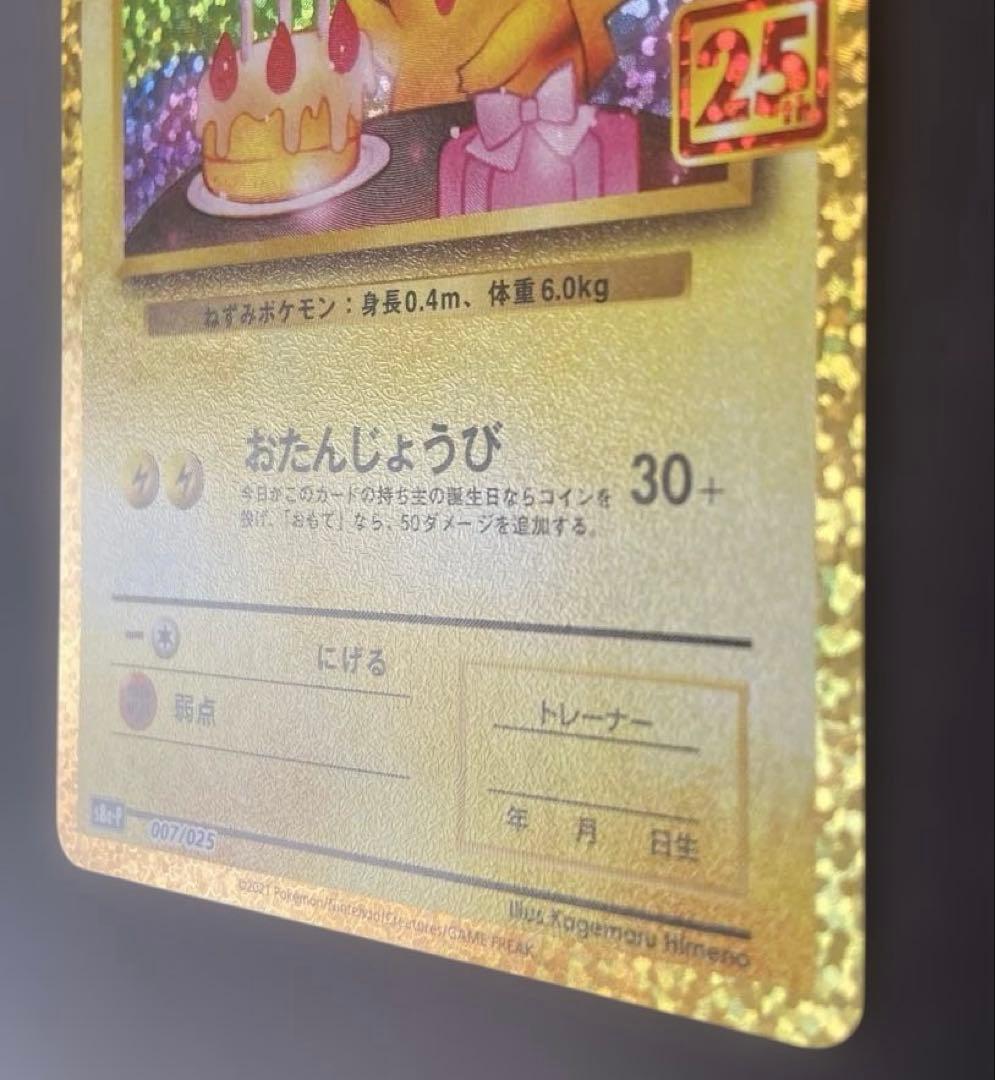 25
ねずみポケモン：身長0.4m、体重6.0kg
おたんじょうび
30+
今日がこのカードの持ち主の誕生日ならコインを
投げ、「おもて」なら、50ダメージを追加する。
にげる
弱点
トレーナー
年 月 日生
s8a-P
007/025
©2021 Pokémon/Nintendo/Creatures/GAME FREAK
Illus. Kagemaru Himeno